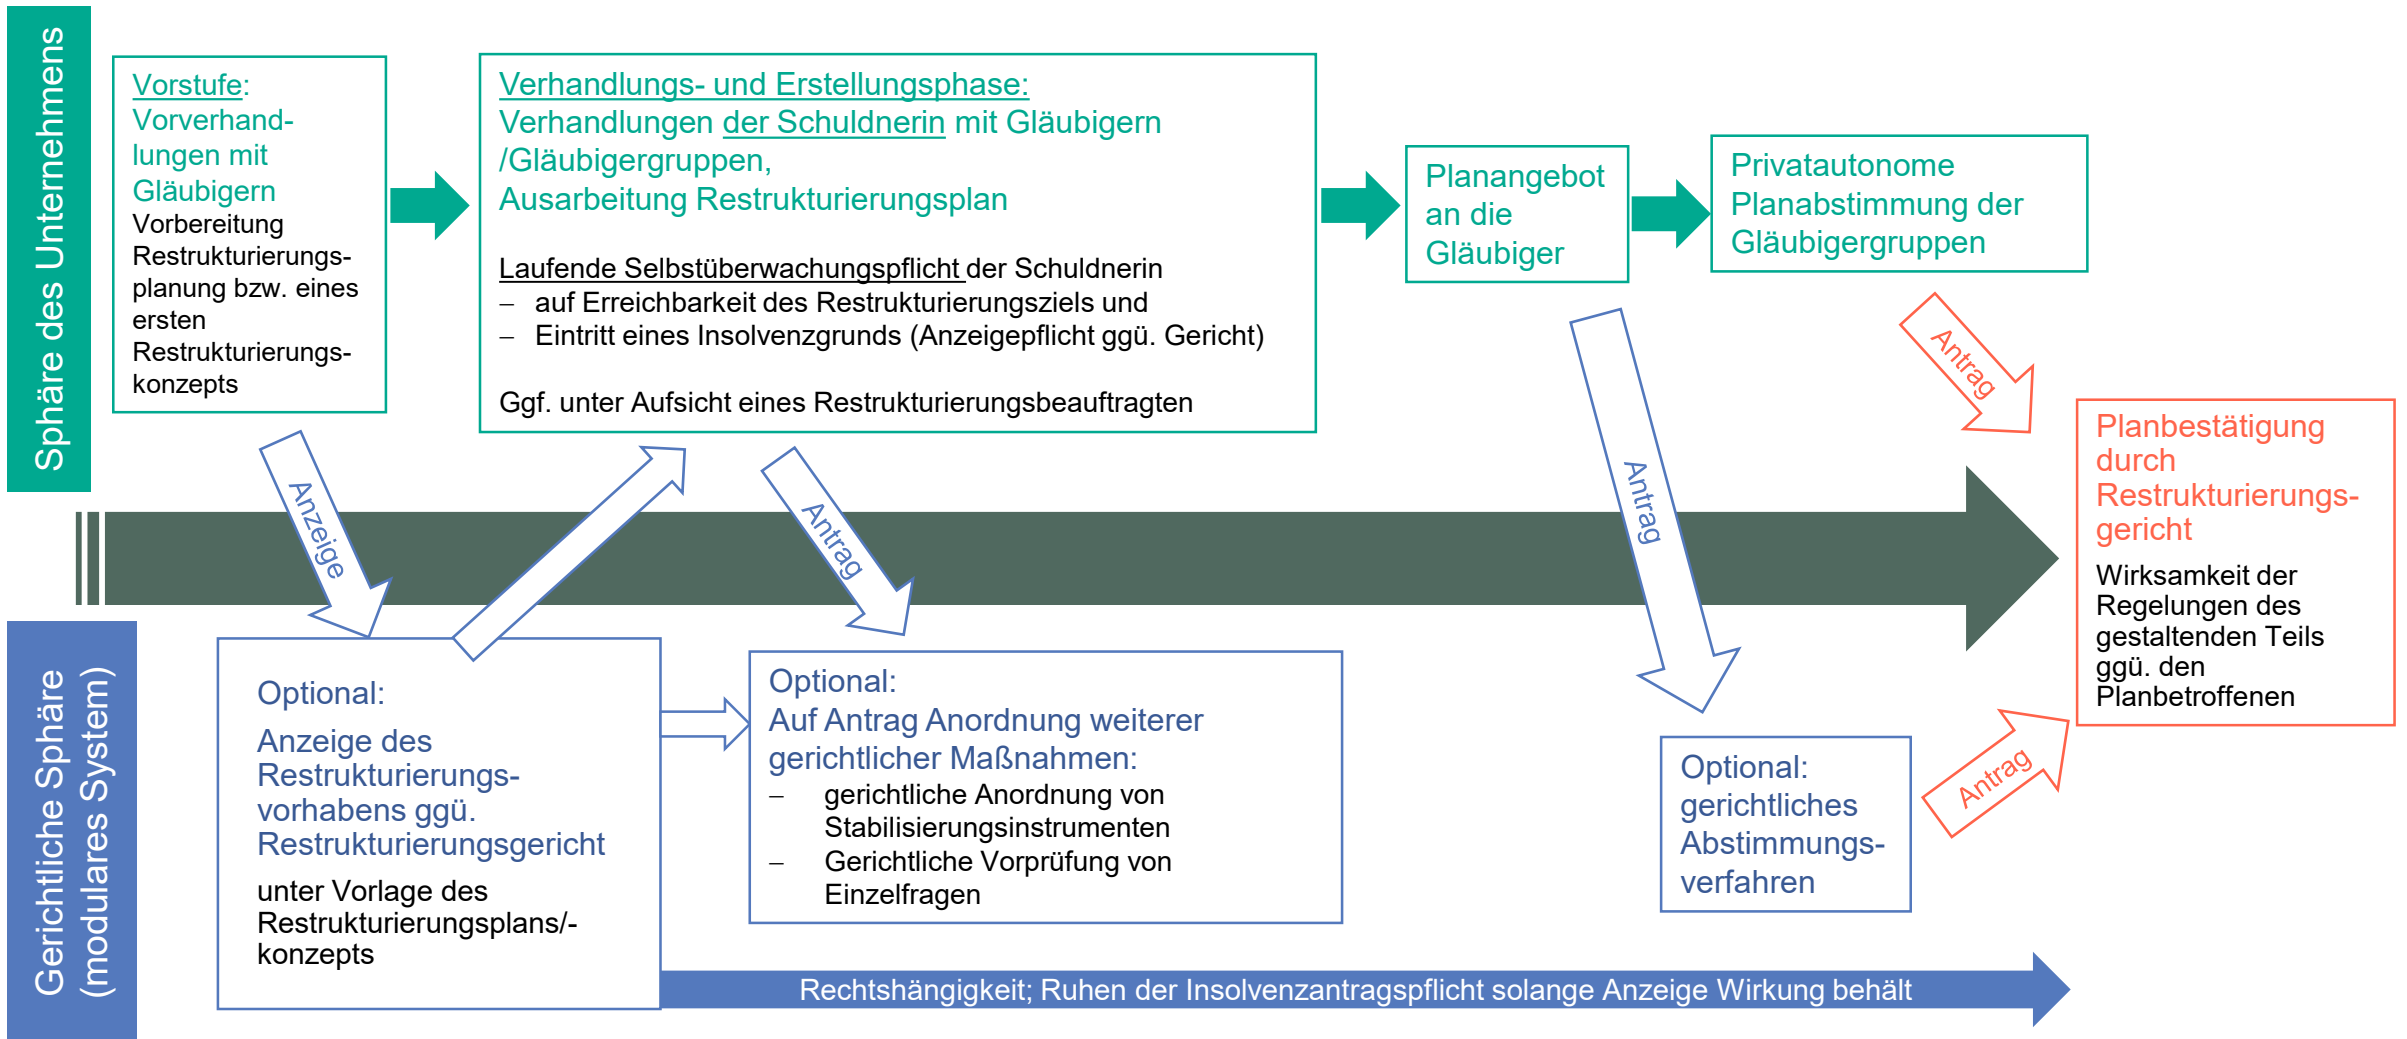 Sphäre des Unternehmens
Vorstufe:
Vorverhand-
lungen mit
Gläubigern
Vorbereitung
Restrukturierungs-
planung bzw. eines
ersten
Restrukturierungs-
konzepts
Verhandlungs- und Erstellungsphase:
Verhandlungen der Schuldnerin mit Gläubigern
/Gläubigergruppen,
Ausarbeitung Restrukturierungsplan
Laufende Selbstüberwachungspflicht der Schuldnerin
– auf Erreichbarkeit des Restrukturierungsziels und
– Eintritt eines Insolvenzgrunds (Anzeigepflicht ggü. Gericht)
Ggf. unter Aufsicht eines Restrukturierungsbeauftragten
Planangebot
an die
Gläubiger
Privatautonome
Planabstimmung der
Gläubigergruppen
Anzeige
Antrag
Antrag
Antrag
Planbestätigung
durch
Restrukturierungs-
gericht
Wirksamkeit der
Regelungen des
gestaltenden Teils
ggü. den
Planbetroffenen
Gerichtliche Sphäre
(modulares System)
Optional:
Anzeige des
Restrukturierungs-
vorhabens ggü.
Restrukturierungsgericht
unter Vorlage des
Restrukturierungsplans/-
konzepts
Optional:
Auf Antrag Anordnung weiterer
gerichtlicher Maßnahmen:
– gerichtliche Anordnung von
Stabilisierungsinstrumenten
– Gerichtliche Vorprüfung von
Einzelfragen
Optional:
gerichtliches
Abstimmungs-
verfahren
Antrag
Rechtshängigkeit; Ruhen der Insolvenzantragspflicht solange Anzeige Wirkung behält